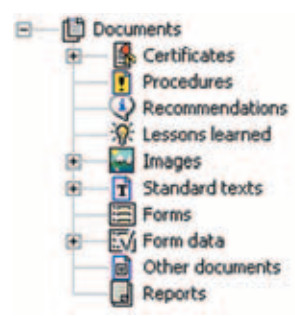 Documents
Certificates
Procedures
Recommendations
Lessons learned
Images
Standard texts
Forms
Form data
Other documents
Reports